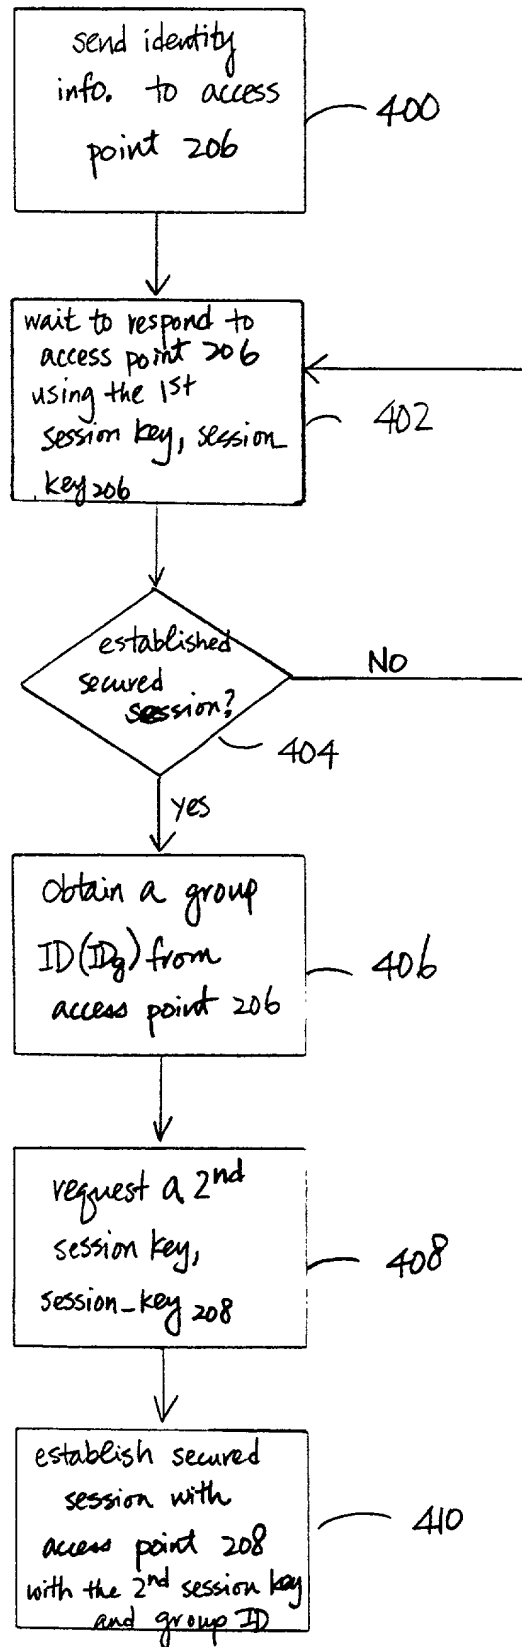 send identity
info. to access
point 206
400
wait to respond to
access point 206
using the 1st
session key, session
key206
402
established
secured
session?
NO
404
yes
Obtain a group
ID (IDg) from
access point 206
406
request a 2nd
session key,
session_key 208
408
establish secured
session with
access point 208
with the 2nd session key
and group ID
410